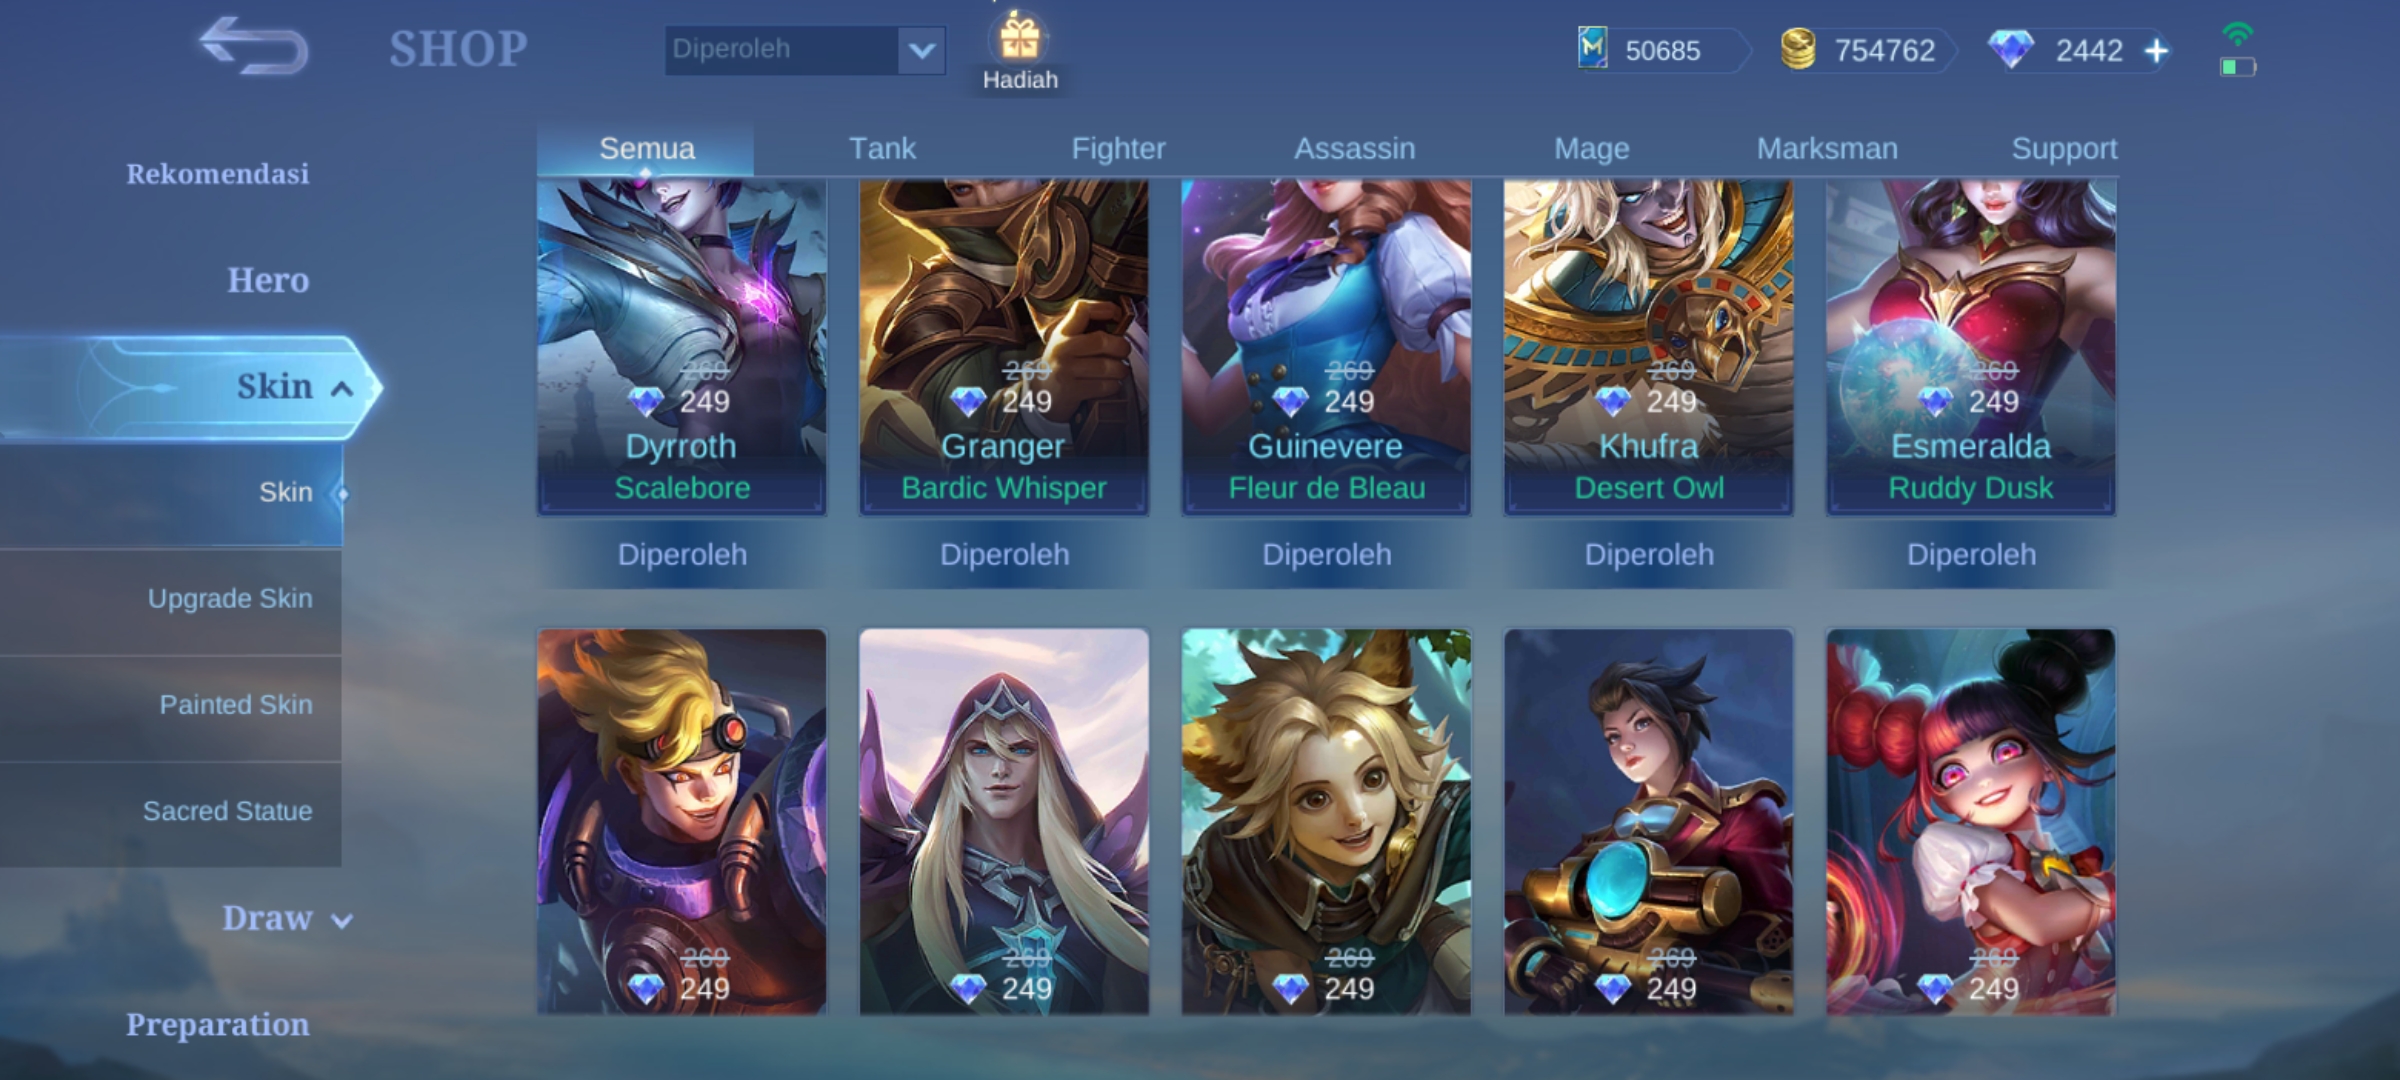 SHOP
Diperoleh
Hadiah
50685
754762
2442
Semua
Tank
Fighter
Assassin
Mage
Marksman
Support
Rekomendasi
Hero
Skin
Skin
Upgrade Skin
Painted Skin
Sacred Statue
Draw
Preparation
269
249
Dyrroth
Scalebore
Diperoleh
269
249
Granger
Bardic Whisper
Diperoleh
269
249
Guinevere
Fleur de Bleau
Diperoleh
269
249
Khufra
Desert Owl
Diperoleh
269
249
Esmeralda
Ruddy Dusk
Diperoleh
269
249
269
249
269
249
269
249
269
249